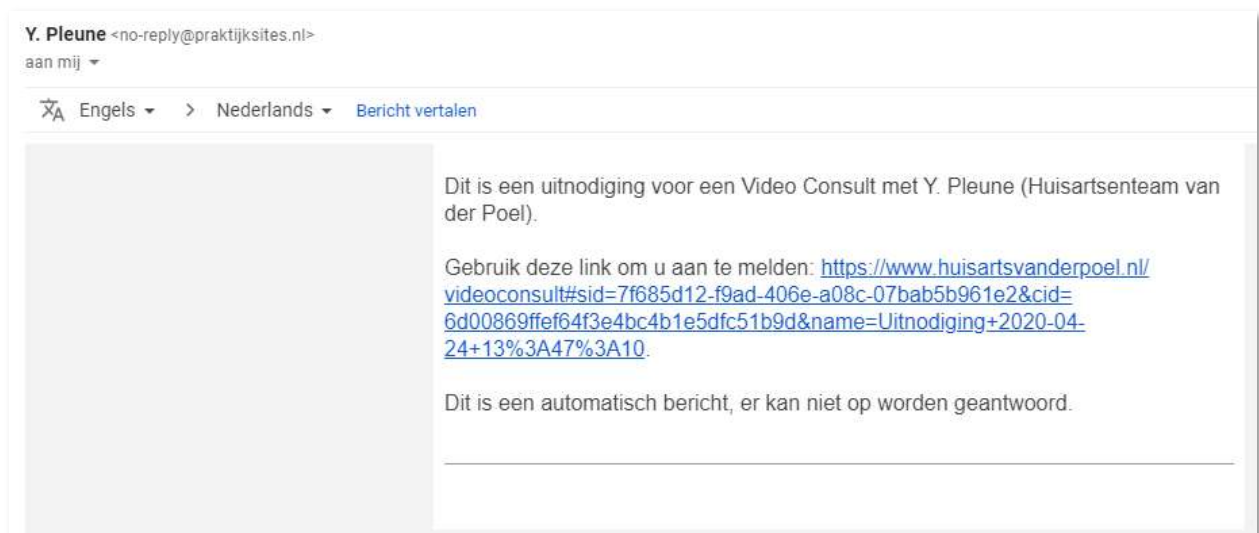 Y. Pleune <no-reply@praktijksites.nl>
aan mij
Engels > Nederlands Bericht vertalen
Dit is een uitnodiging voor een Video Consult met Y. Pleune (Huisartsenteam van
der Poel).
Gebruik deze link om u aan te melden: https://www.huisartsvanderpoel.nl/
videoconsult#sid=7f685d12-f9ad-406e-a08c-07bab5b961e2&cid=
6d00869ffef64f3e4bc4b1e5dfc51b9d&name=Uitnodiging+2020-04-
24+13%3A47%3A10.
Dit is een automatisch bericht, er kan niet op worden geantwoord.